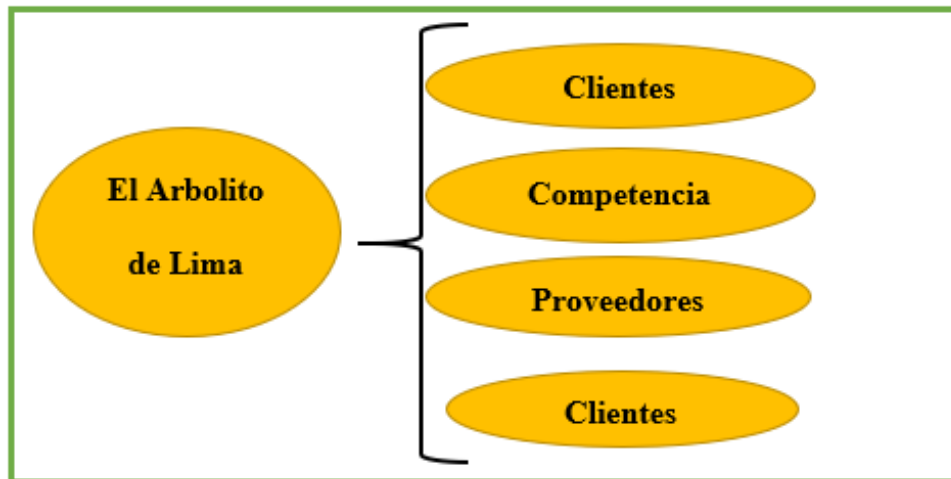 El Arbolito
de Lima
Clientes
Competencia
Proveedores
Clientes